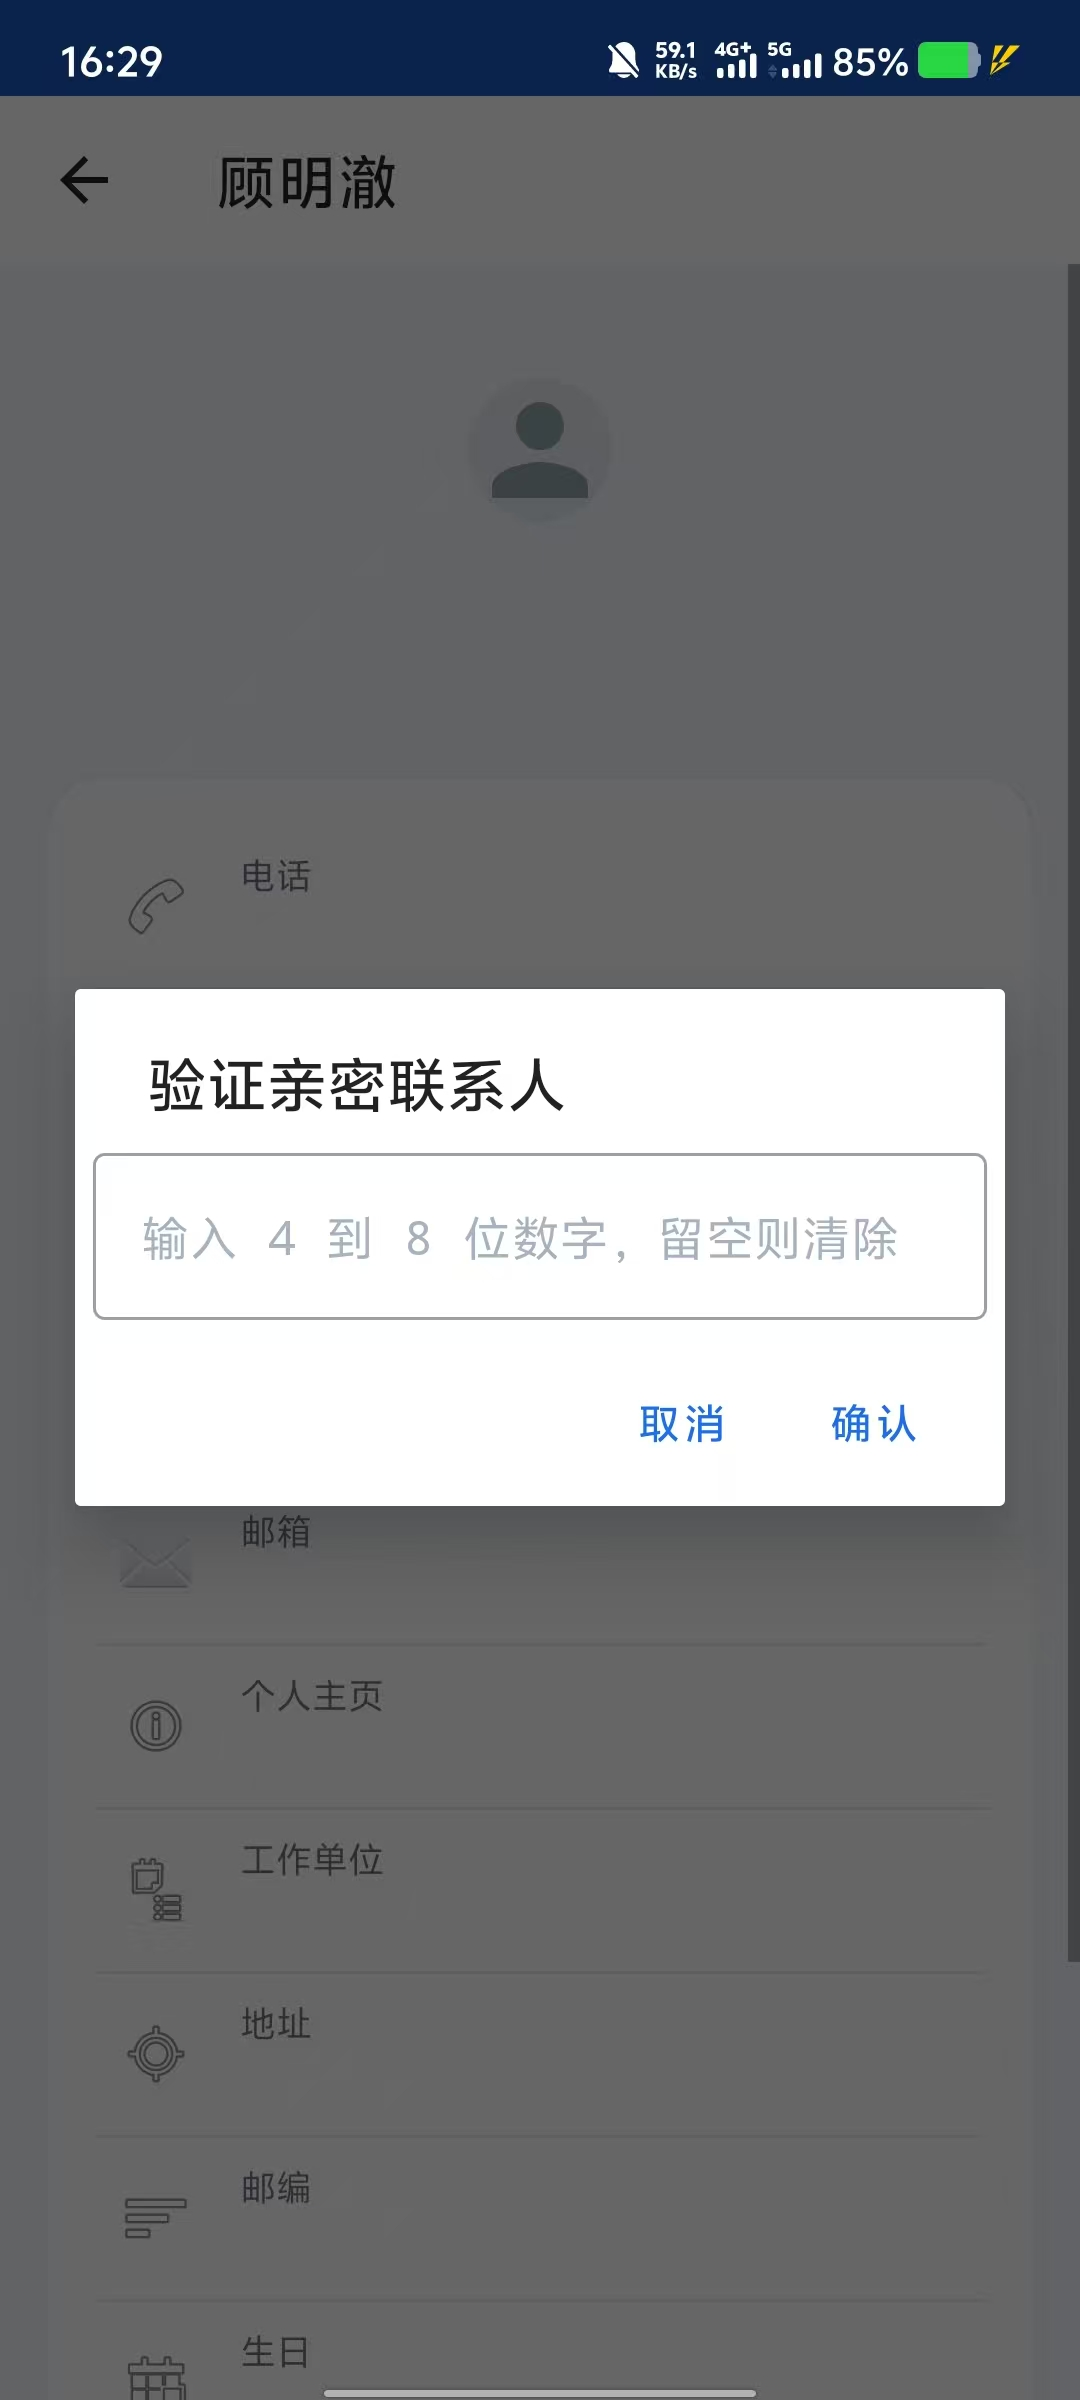 16:29 59.1 KB/s 4G+ 5G 85%
顾明澈
电话
验证亲密联系人
输入 4 到 8 位数字，留空则清除
取消 确认
邮箱
个人主页
工作单位
地址
邮编
生日